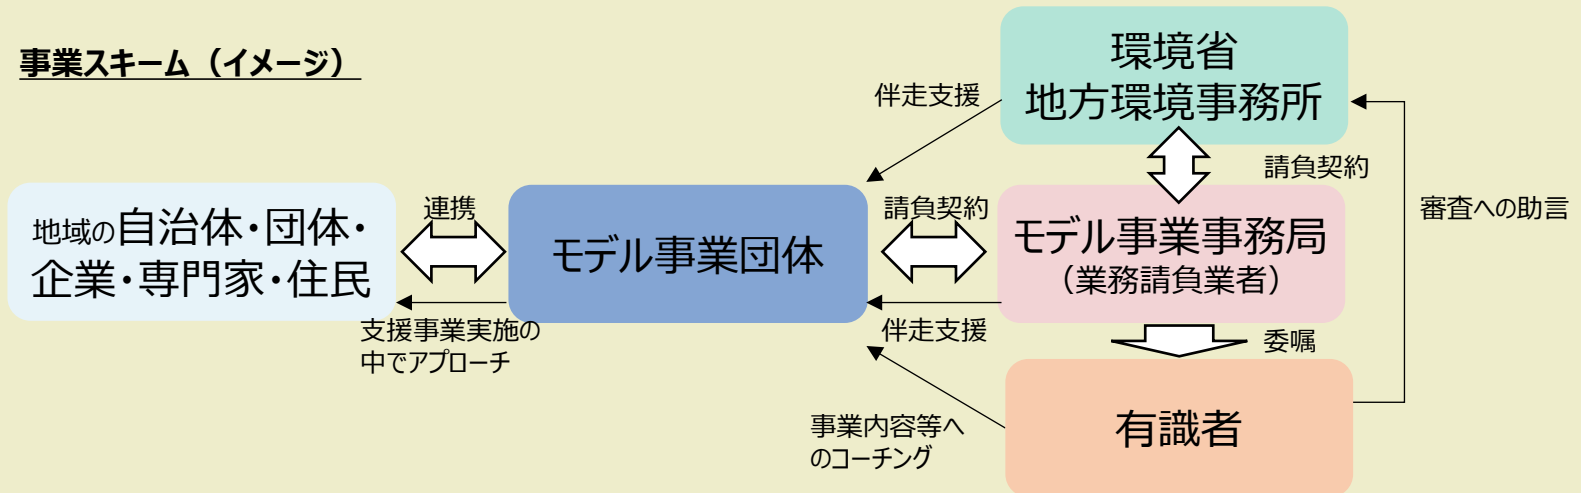 事業スキーム（イメージ）
環境省
地方環境事務所
伴走支援
請負契約
審査への助言
地域の自治体・団体・
企業・専門家・住民
連携
モデル事業団体
請負契約
モデル事業事務局
（業務請負業者）
支援事業実施の
中でアプローチ
伴走支援
委嘱
事業内容等へ
のコーチング
有識者